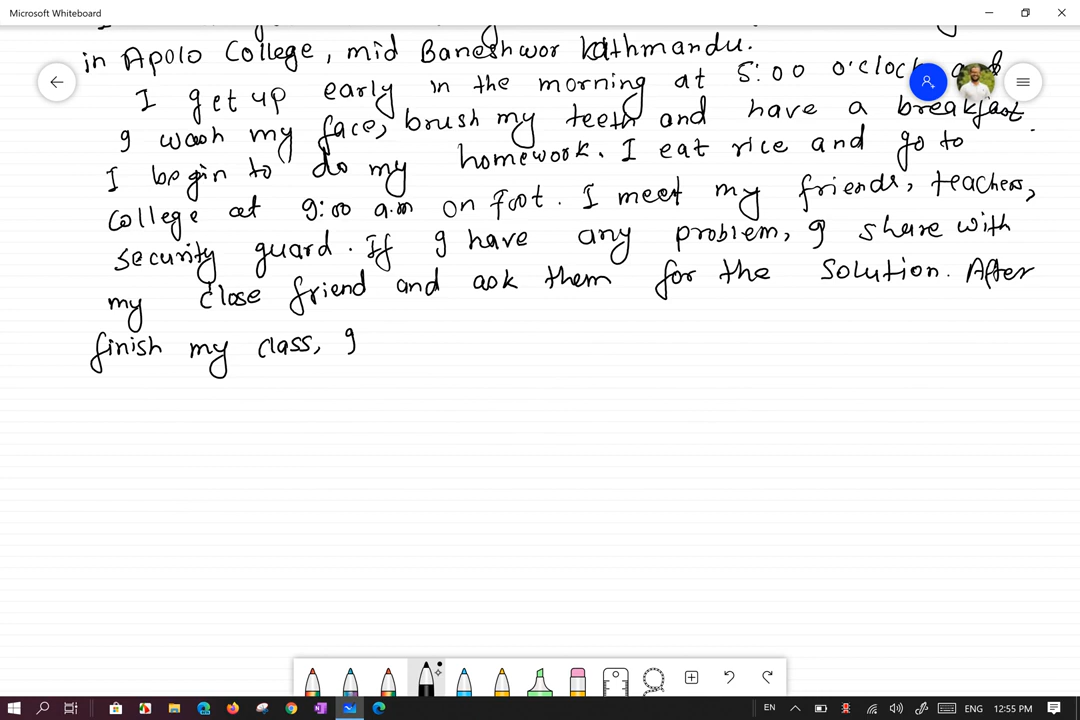 Microsoft Whiteboard
in Apolo College, mid Baneshwor Kathmandu.
I get up early in the morning at 5:00 o'clock and
I wash my face, brush my teeth and have a breakfast.
I begin to do my homework. I eat rice and go to
college at 9:00 a.m on foot. I meet my friends, teachers,
security guard. If I have any problem, I share with
my close friend and ask them for the solution. After
finish my class, I
EN
ENG
12:55 PM